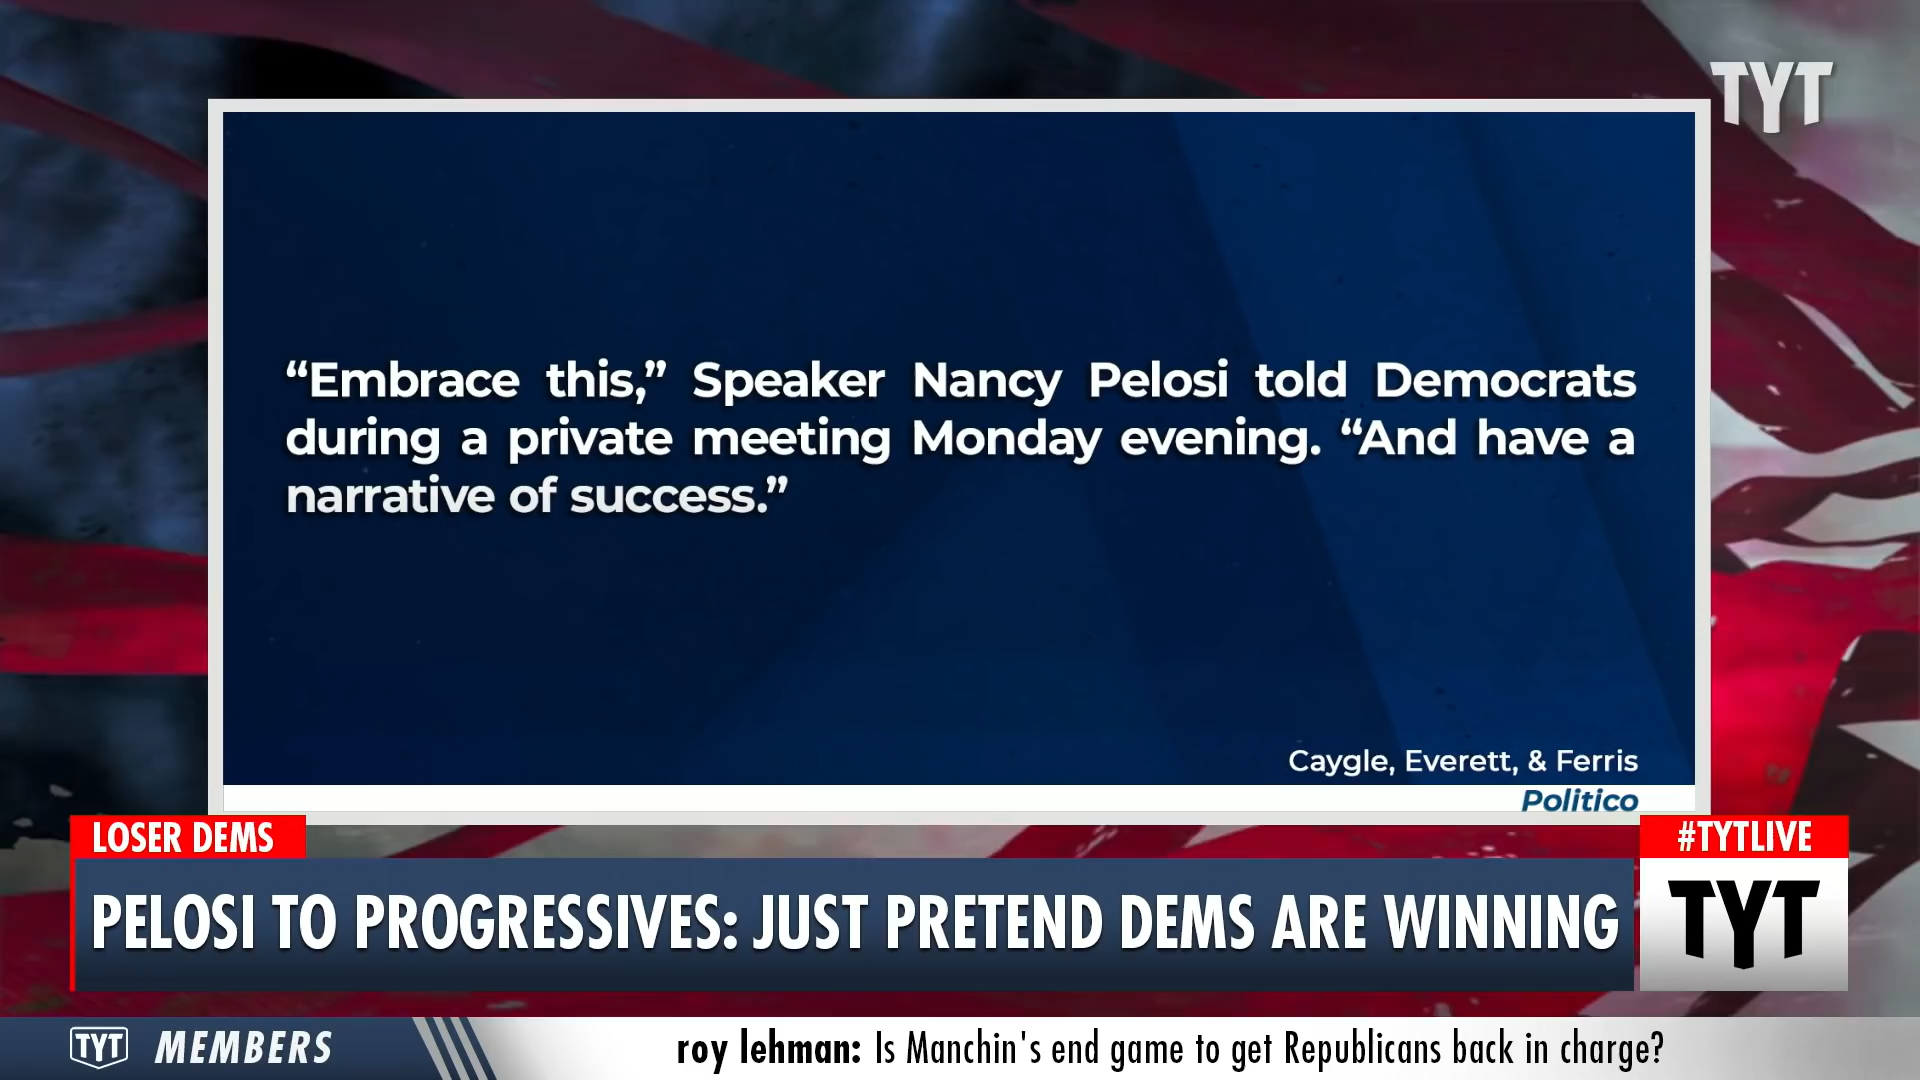 TYT
“Embrace this,” Speaker Nancy Pelosi told Democrats
during a private meeting Monday evening. “And have a
narrative of success.”
Caygle, Everett, & Ferris
Politico
LOSER DEMS
#TYTLIVE
PELOSI TO PROGRESSIVES: JUST PRETEND DEMS ARE WINNING
TYT
TYT MEMBERS
roy lehman: Is Manchin's end game to get Republicans back in charge?